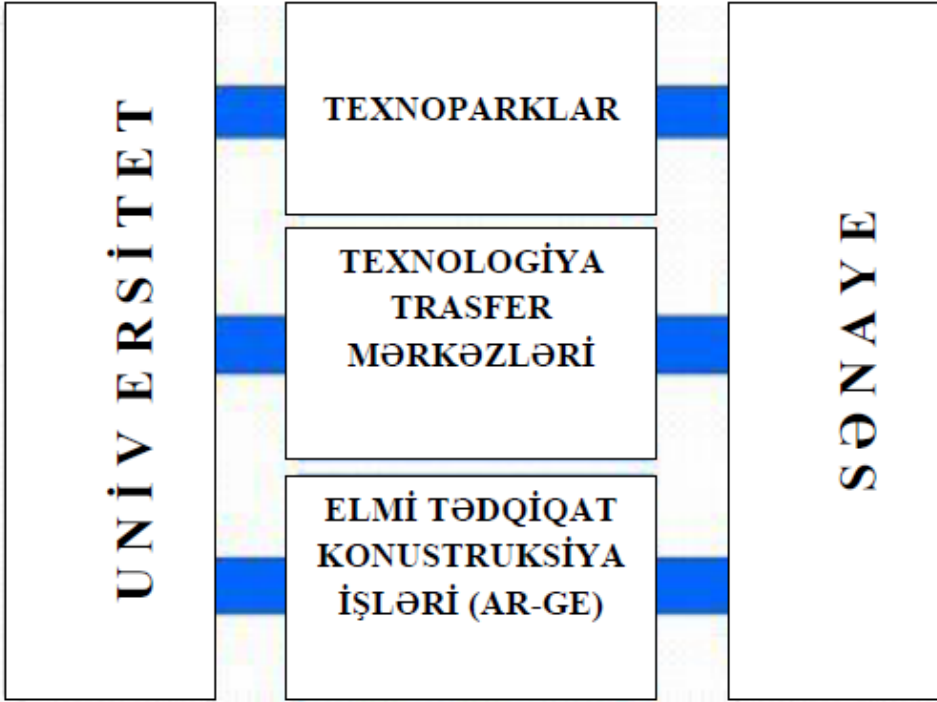 UNİVERSİTET
TEXNOPARKLAR
TEXNOLOGİYA
TRASFER
MƏRKƏZLƏRİ
ELMİ TƏDQİQAT
KONUSTRUKSİYA
İŞLƏRİ (AR-GE)
SƏNAYE